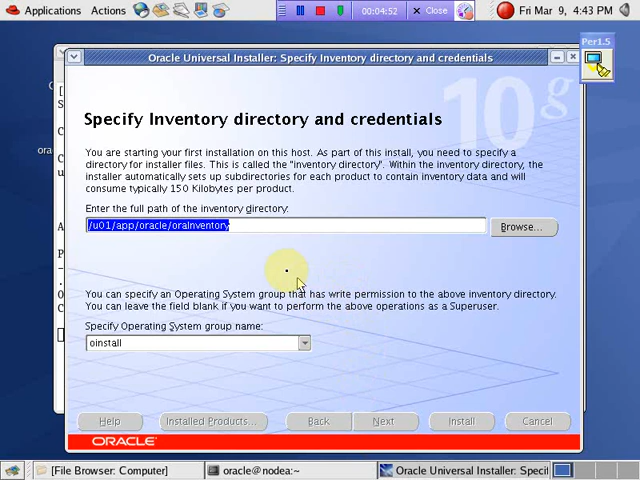 Applications Actions 00:04:52 Close Fri Mar 9, 4:43 PM
Per1.5
Oracle Universal Installer: Specify Inventory directory and credentials
10g
Specify Inventory directory and credentials
You are starting your first installation on this host. As part of this install, you need to specify a
directory for installer files. This is called the "inventory directory". Within the inventory directory, the
installer automatically sets up subdirectories for each product to contain inventory data and will
consume typically 150 Kilobytes per product.
Enter the full path of the inventory directory:
/u01/app/oracle/oraInventory
Browse...
You can specify an Operating System group that has write permission to the above inventory directory.
You can leave the field blank if you want to perform the above operations as a Superuser.
Specify Operating System group name:
oinstall
Help Installed Products... Back Next Install Cancel
ORACLE
[File Browser: Computer] oracle@nodea:~ Oracle Universal Installer: Specif